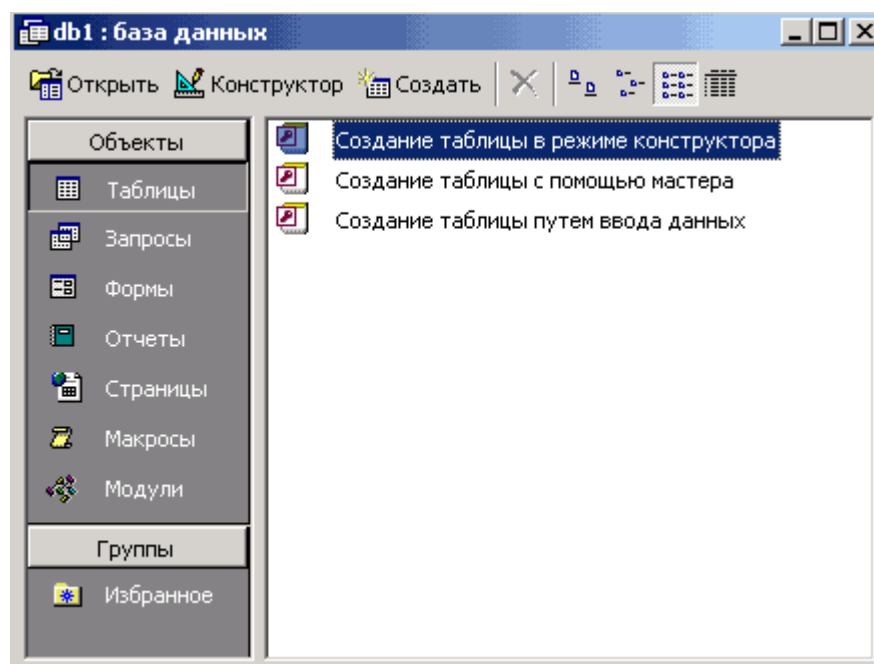 db1 : база данных
Открыть Конструктор Создать
Объекты
Таблицы
Запросы
Формы
Отчеты
Страницы
Макросы
Модули
Группы
Избранное
Создание таблицы в режиме конструктора
Создание таблицы с помощью мастера
Создание таблицы путем ввода данных